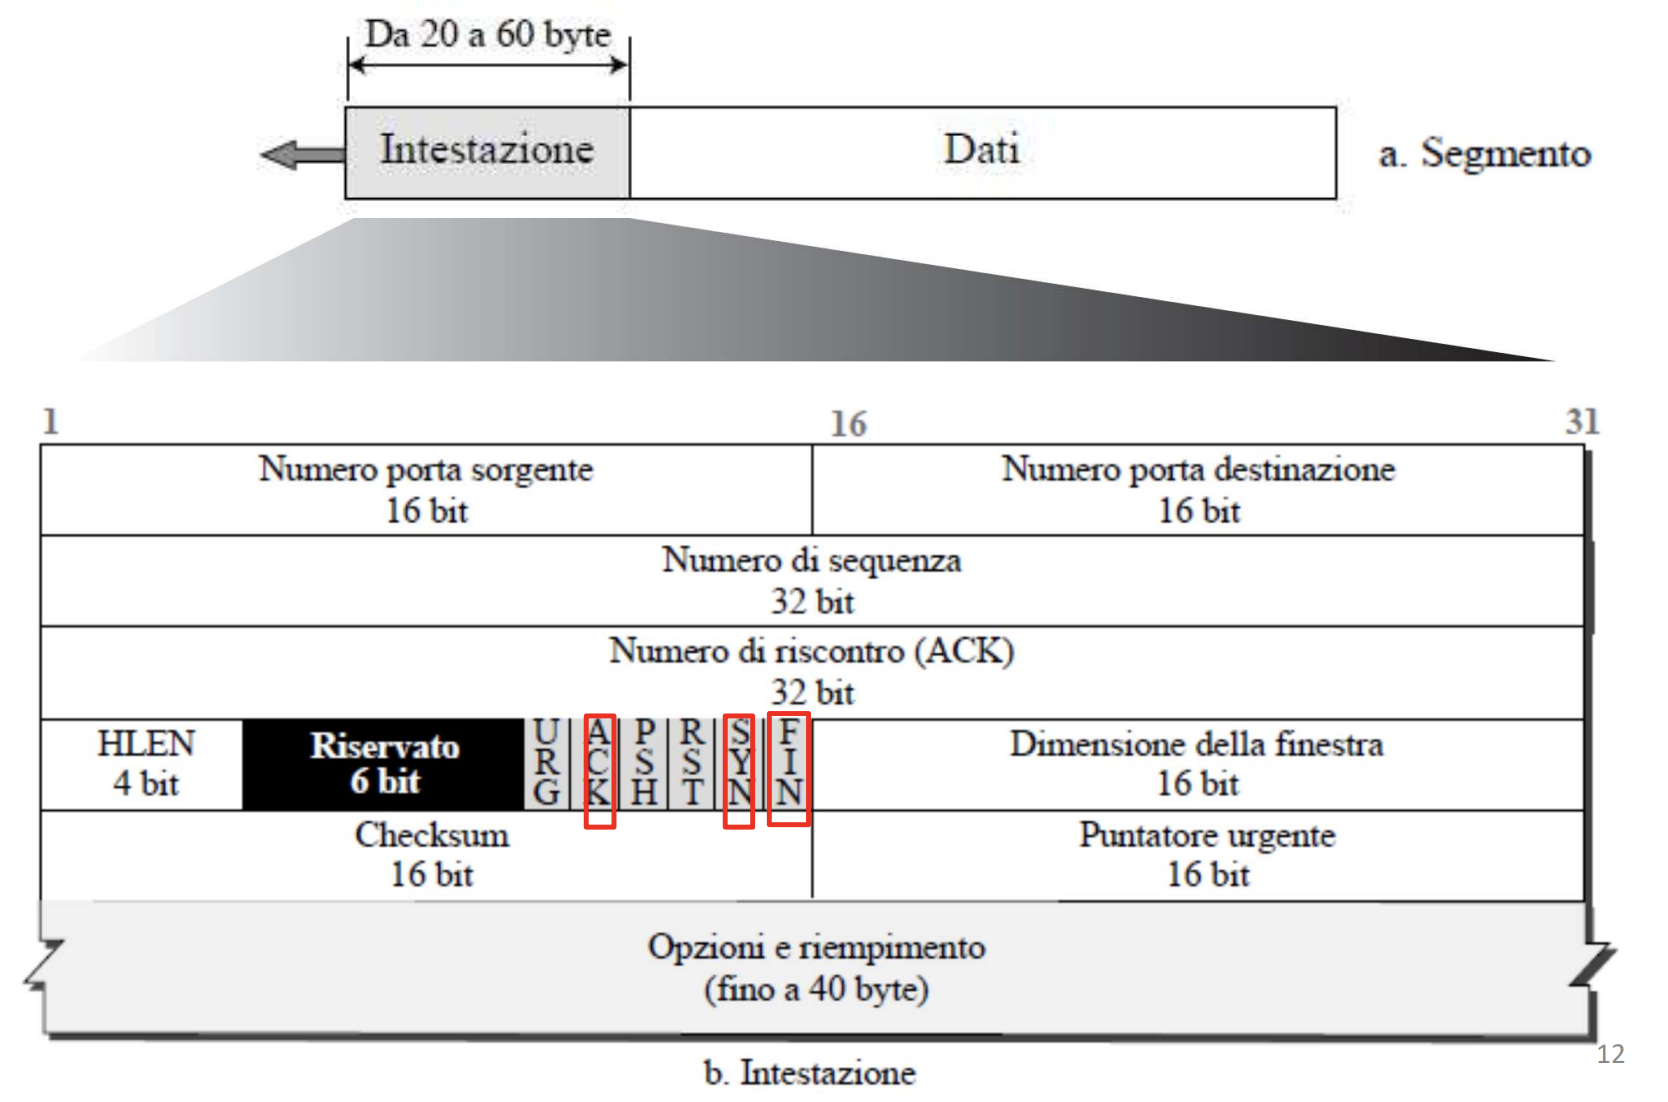 Da 20 a 60 byte
Intestazione
Dati
a. Segmento
1
16
31
Numero porta sorgente
16 bit
Numero porta destinazione
16 bit
Numero di sequenza
32 bit
Numero di riscontro (ACK)
32 bit
HLEN
4 bit
Riservato
6 bit
URG
ACK
PSH
RST
SYN
FIN
Dimensione della finestra
16 bit
Checksum
16 bit
Puntatore urgente
16 bit
Opzioni e riempimento
(fino a 40 byte)
b. Intestazione
12